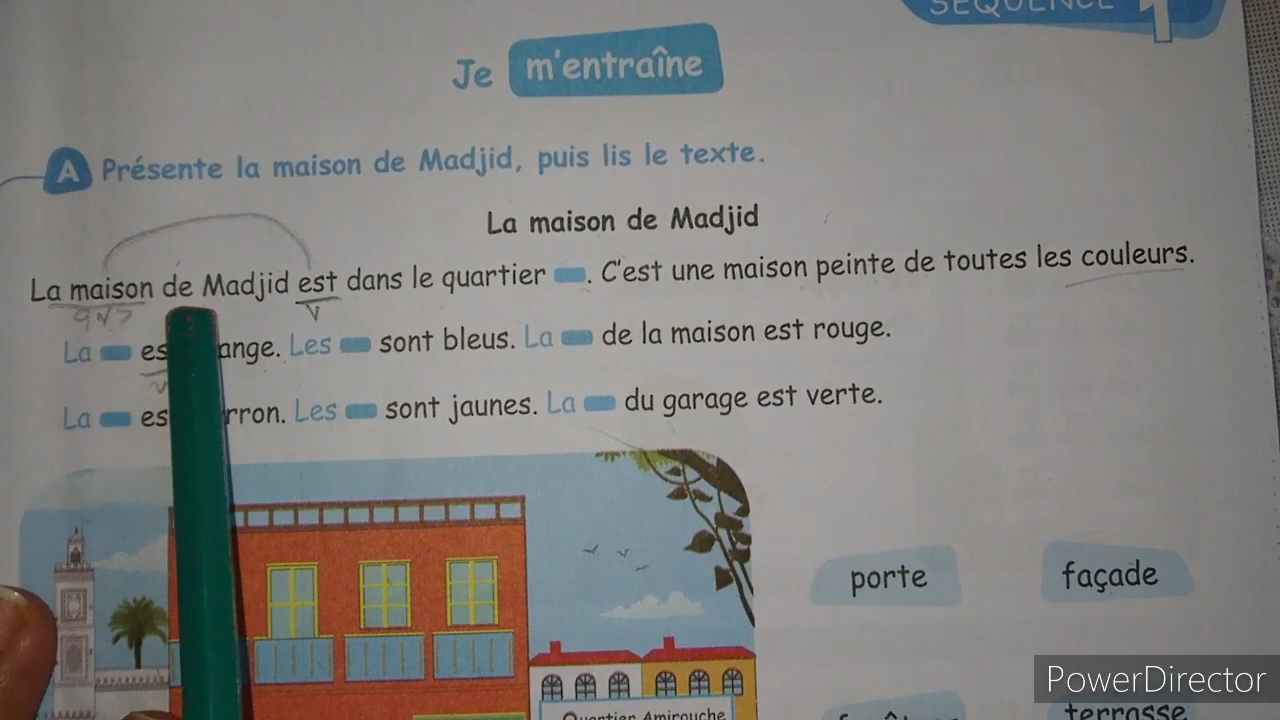 SÉQUENCE 1
Je m'entraîne
A Présente la maison de Madjid, puis lis le texte.
La maison de Madjid
La maison de Madjid est dans le quartier. C'est une maison peinte de toutes les couleurs.
La es ange. Les sont bleus. La de la maison est rouge.
La es rron. Les sont jaunes. La du garage est verte.
porte façade
Quartier Amirouche
terrasse
PowerDirector